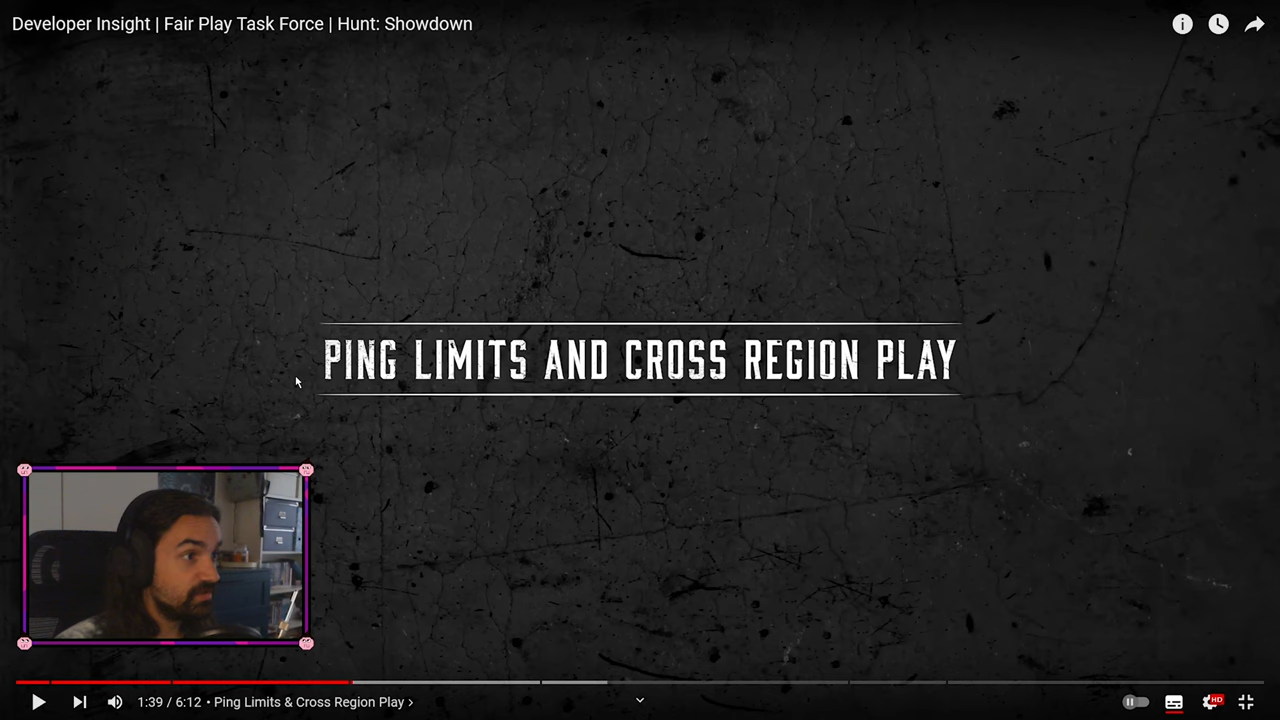 Developer Insight | Fair Play Task Force | Hunt: Showdown
PING LIMITS AND CROSS REGION PLAY
1:39 / 6:12 • Ping Limits & Cross Region Play ›
HD